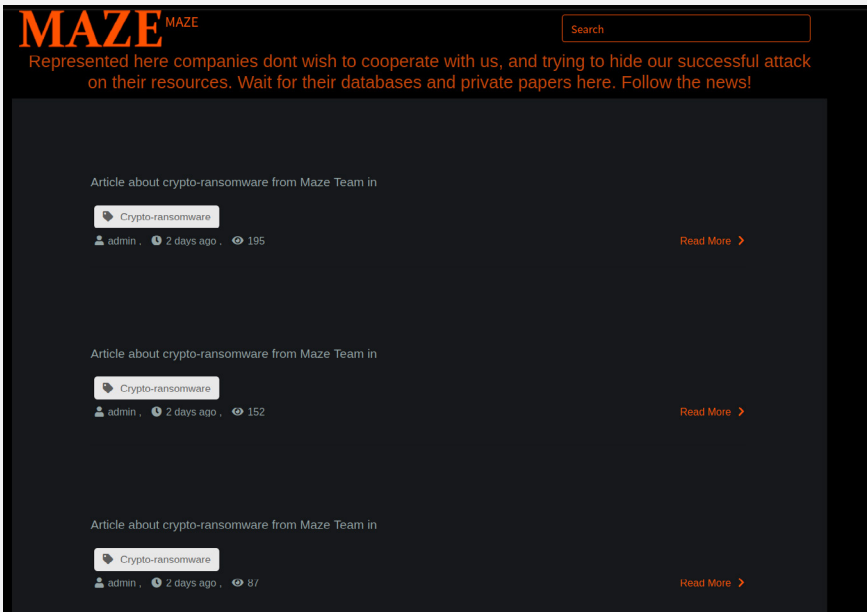 MAZE MAZE
Search
Represented here companies dont wish to cooperate with us, and trying to hide our successful attack
on their resources. Wait for their databases and private papers here. Follow the news!
Article about crypto-ransomware from Maze Team in
Crypto-ransomware
admin , 2 days ago , 195
Read More
Article about crypto-ransomware from Maze Team in
Crypto-ransomware
admin , 2 days ago , 152
Read More
Article about crypto-ransomware from Maze Team in
Crypto-ransomware
admin , 2 days ago , 87
Read More